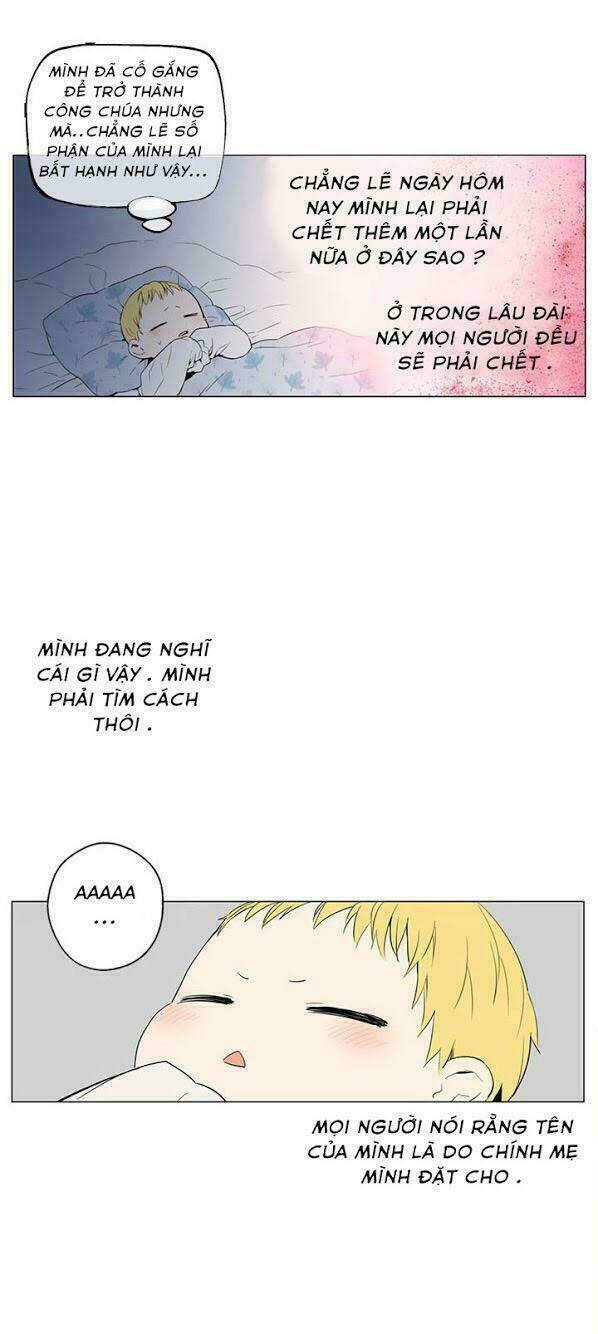 MÌNH ĐÃ CỐ GẮNG
ĐỂ TRỞ THÀNH
CÔNG CHÚA NHƯNG
MÀ..CHẲNG LẼ SỐ
PHẬN CỦA MÌNH LẠI
BẤT HẠNH NHƯ VẬY...
CHẲNG LẼ NGÀY HÔM
NAY MÌNH LẠI PHẢI
CHẾT THÊM MỘT LẦN
NỮA Ở ĐÂY SAO ?
Ở TRONG LÂU ĐÀI
NÀY MỌI NGƯỜI ĐỀU
SẼ PHẢI CHẾT .
MÌNH ĐANG NGHĨ
CÁI GÌ VẬY . MÌNH
PHẢI TÌM CÁCH
THÔI .
AAAAA
...
MỌI NGƯỜI NÓI RẰNG TÊN
CỦA MÌNH LÀ DO CHÍNH MẸ
MÌNH ĐẶT CHO .